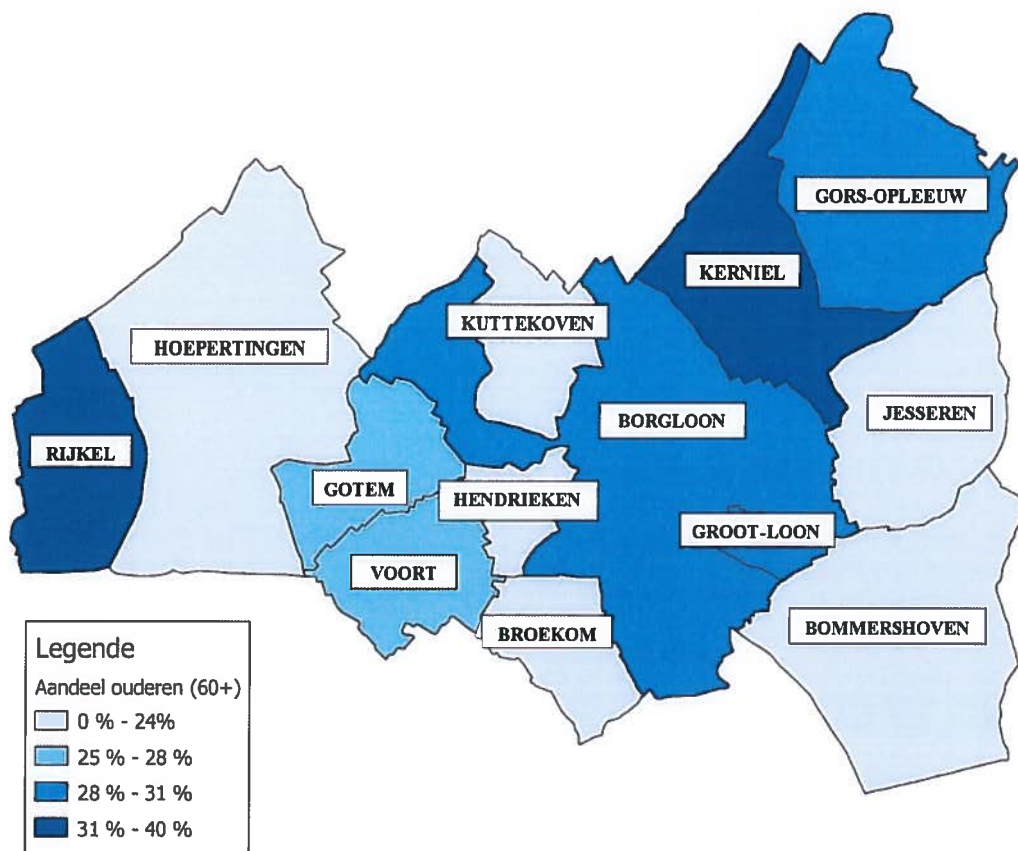 GORS-OPLEEUW
KERNIEL
KUTTEKOVEN
HOEPERTINGEN
JESSEREN
BORGLOON
RIJKEL
GOTEM
HENDRIEKEN
GROOT-LOON
VOORT
BROEKOM
BOMMERSHOVEN
Legende
Aandeel ouderen (60+)
0 % - 24%
25 % - 28 %
28 % - 31 %
31 % - 40 %